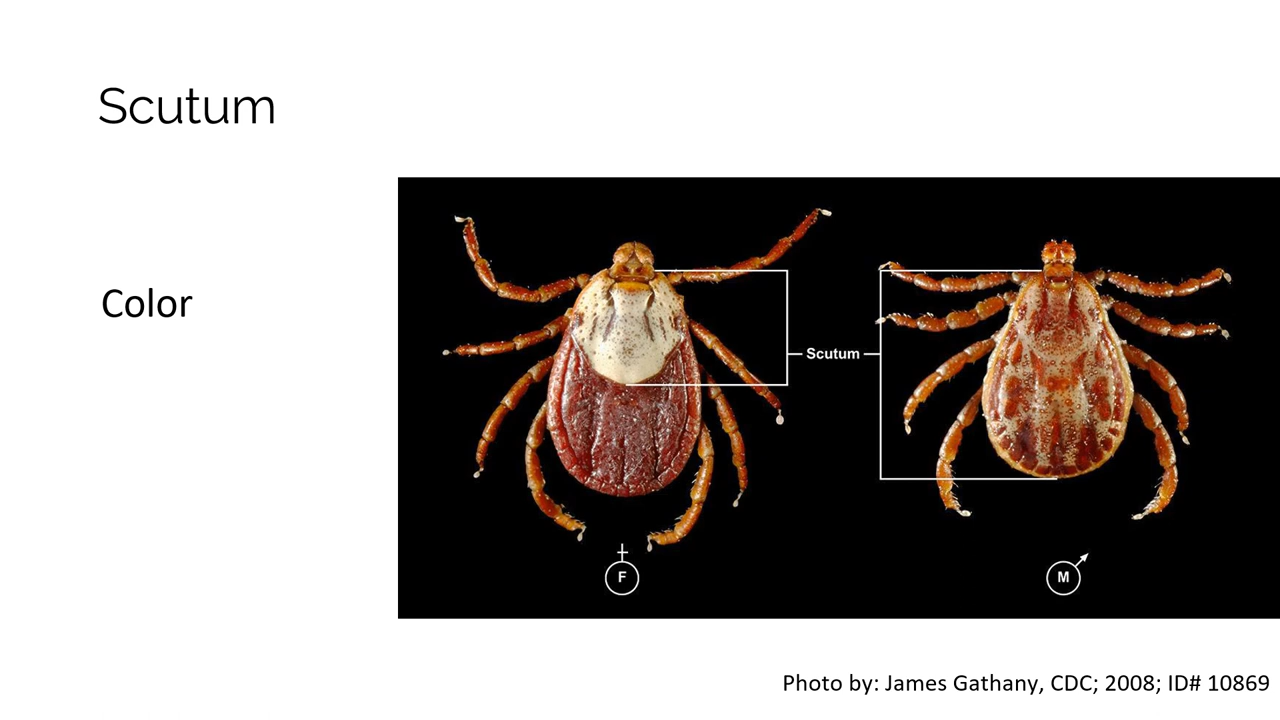 Scutum
Color
Scutum
F
M
Photo by: James Gathany, CDC; 2008; ID# 10869